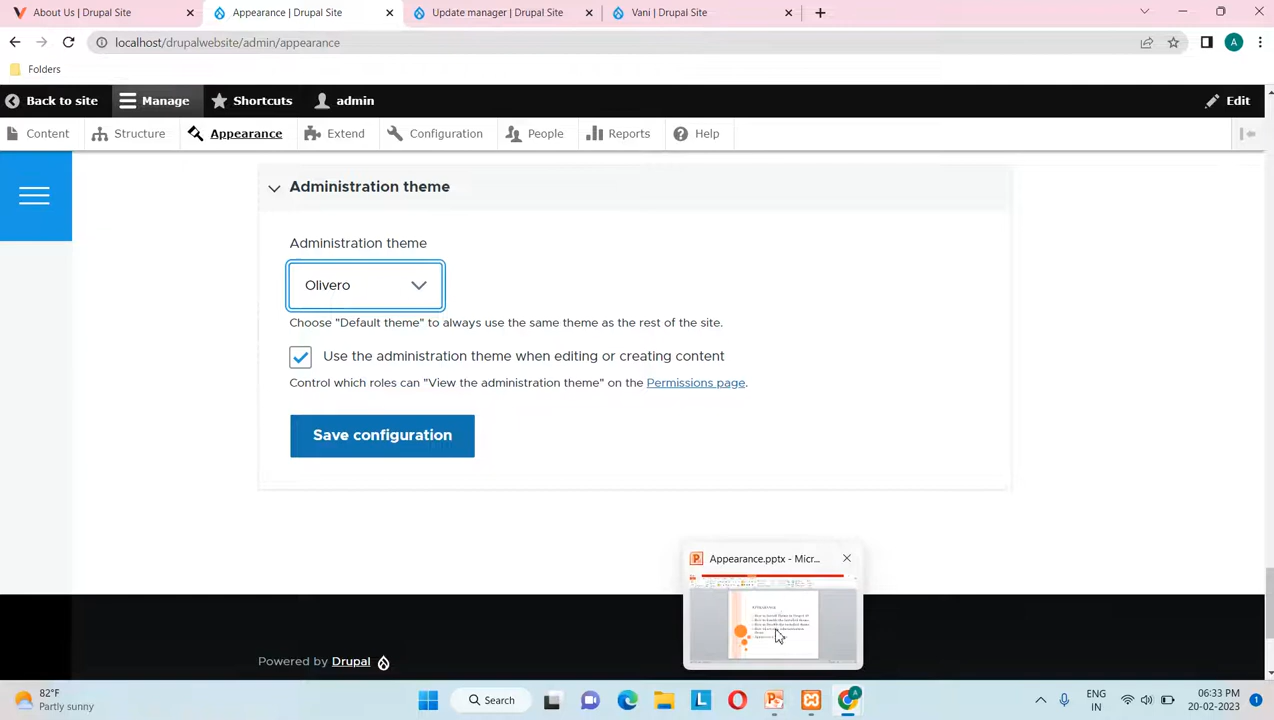 About Us | Drupal Site
Appearance | Drupal Site
Update manager | Drupal Site
Vani | Drupal Site
localhost/drupalwebsite/admin/appearance
A
Folders
Back to site
Manage
Shortcuts
admin
Edit
Content
Structure
Appearance
Extend
Configuration
People
Reports
Help
Administration theme
Administration theme
Olivero
Choose "Default theme" to always use the same theme as the rest of the site.
Use the administration theme when editing or creating content
Control which roles can "View the administration theme" on the Permissions page.
Save configuration
Appearance.pptx - Micr...
Powered by Drupal
82°F
Partly sunny
Search
ENG
IN
06:33 PM
20-02-2023
1